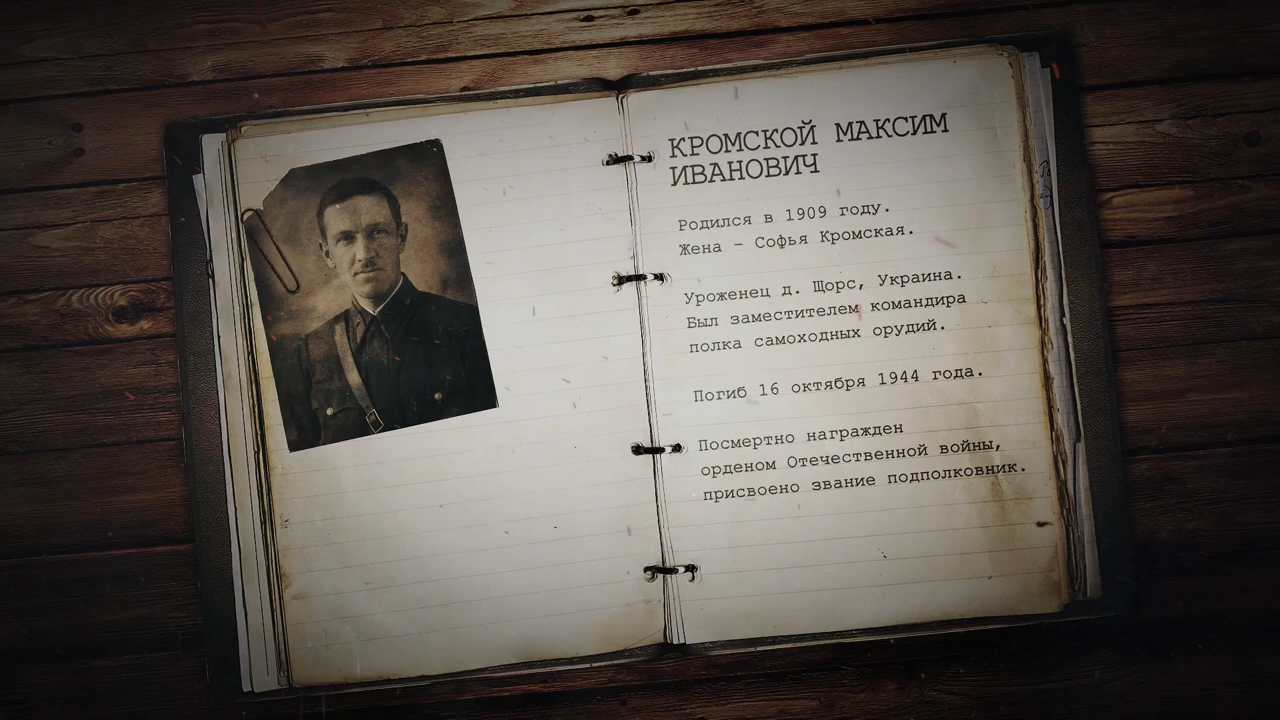 КРОМСКОЙ МАКСИМ
ИВАНОВИЧ
Родился в 1909 году.
Жена – Софья Кромская.
Уроженец д. Щорс, Украина.
Был заместителем командира
полка самоходных орудий.
Погиб 16 октября 1944 года.
Посмертно награжден
орденом Отечественной войны,
присвоено звание подполковник.